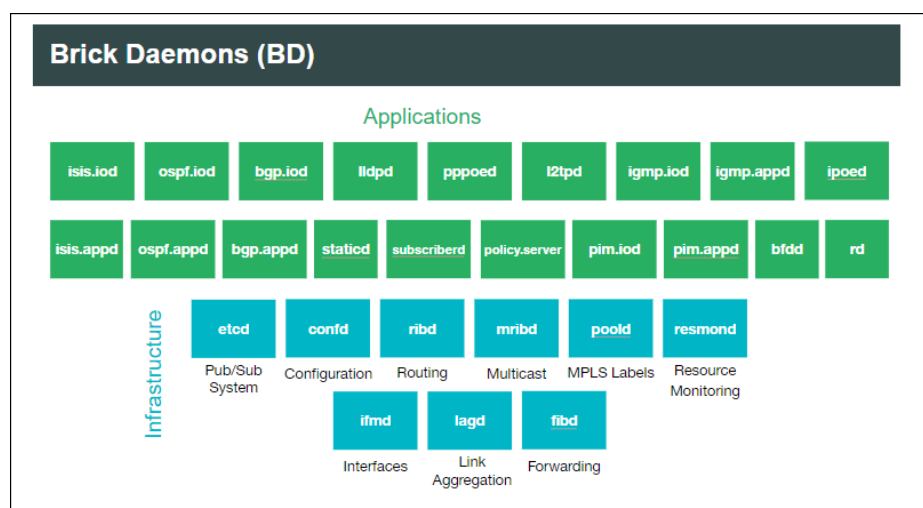 Brick Daemons (BD)
Applications
isis.iod ospf.iod bgp.iod lldpd pppoed l2tpd igmp.iod igmp.appd ipoed
isis.appd ospf.appd bgp.appd staticd subscriberd policy.server pim.iod pim.appd bfdd rd
Infrastructure
etcd confd ribd mribd poold resmond
Pub/Sub System Configuration Routing Multicast MPLS Labels Resource Monitoring
ifmd lagd fibd
Interfaces Link Aggregation Forwarding